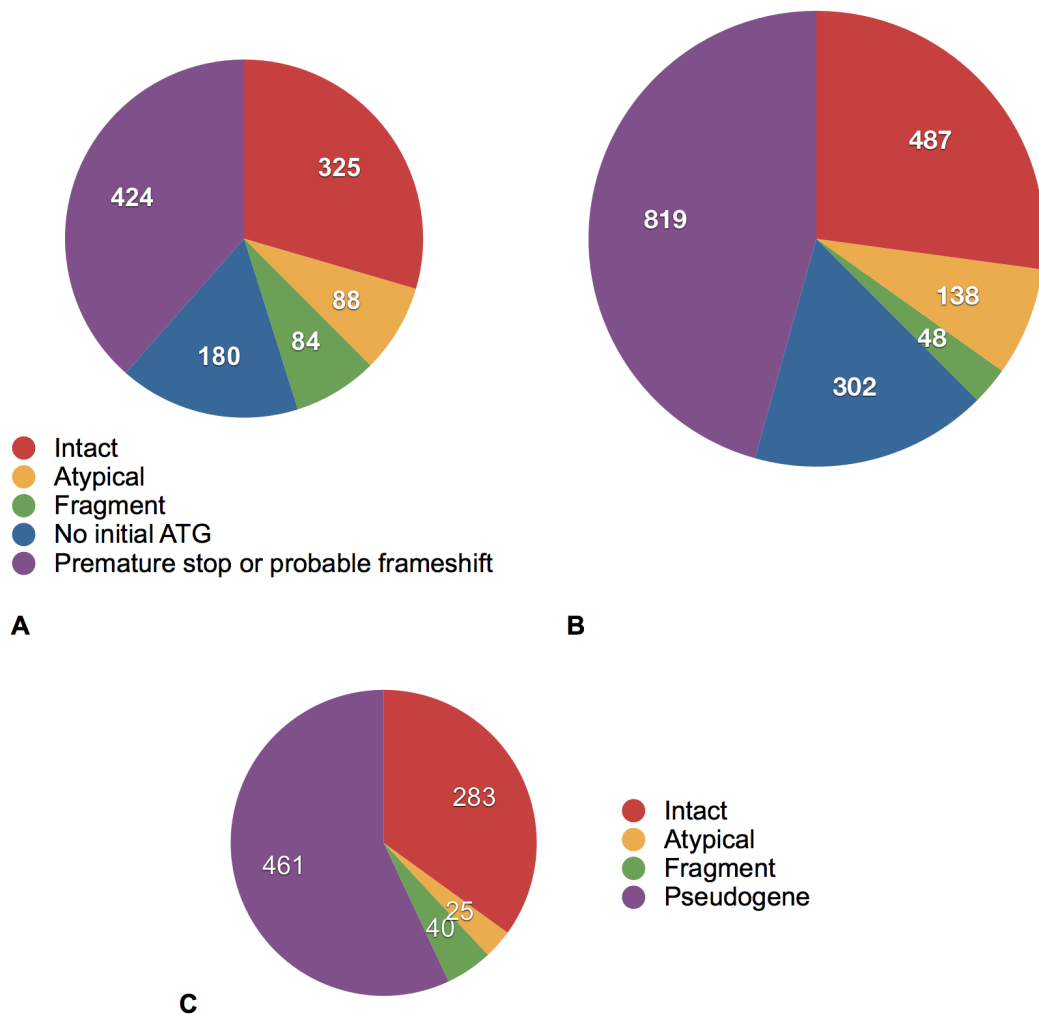 325
88
84
180
424
Intact
Atypical
Fragment
No initial ATG
Premature stop or probable frameshift
A
487
138
48
302
819
B
283
25
40
461
Intact
Atypical
Fragment
Pseudogene
C